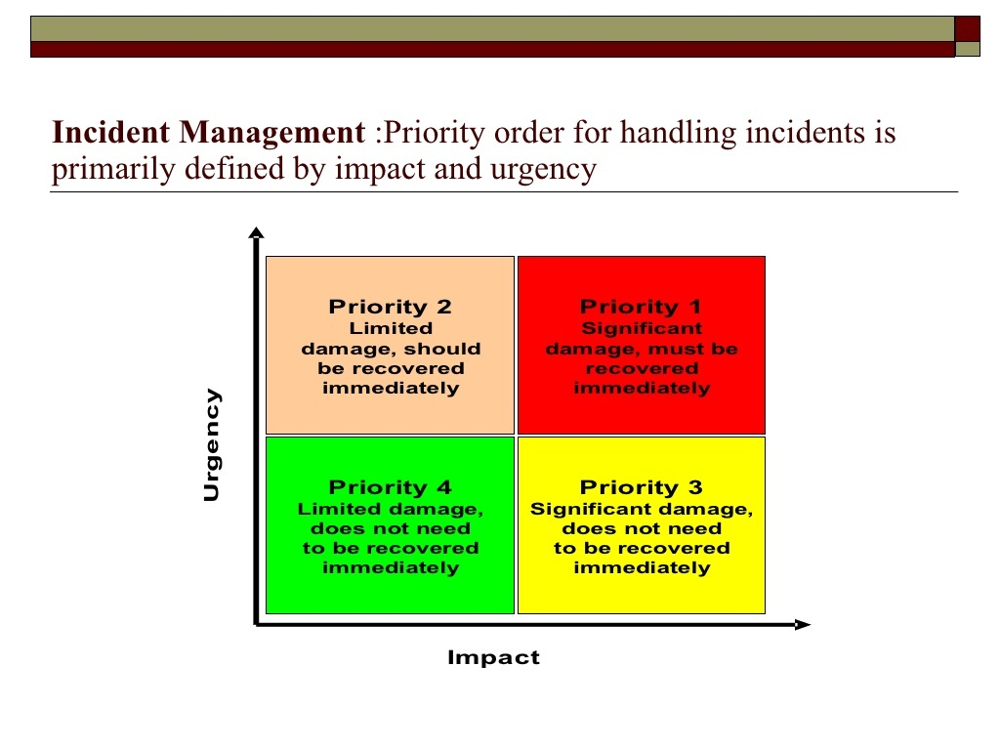 Incident Management :Priority order for handling incidents is
primarily defined by impact and urgency
Urgency
Priority 2
Limited
damage, should
be recovered
immediately
Priority 1
Significant
damage, must be
recovered
immediately
Priority 4
Limited damage,
does not need
to be recovered
immediately
Priority 3
Significant damage,
does not need
to be recovered
immediately
Impact